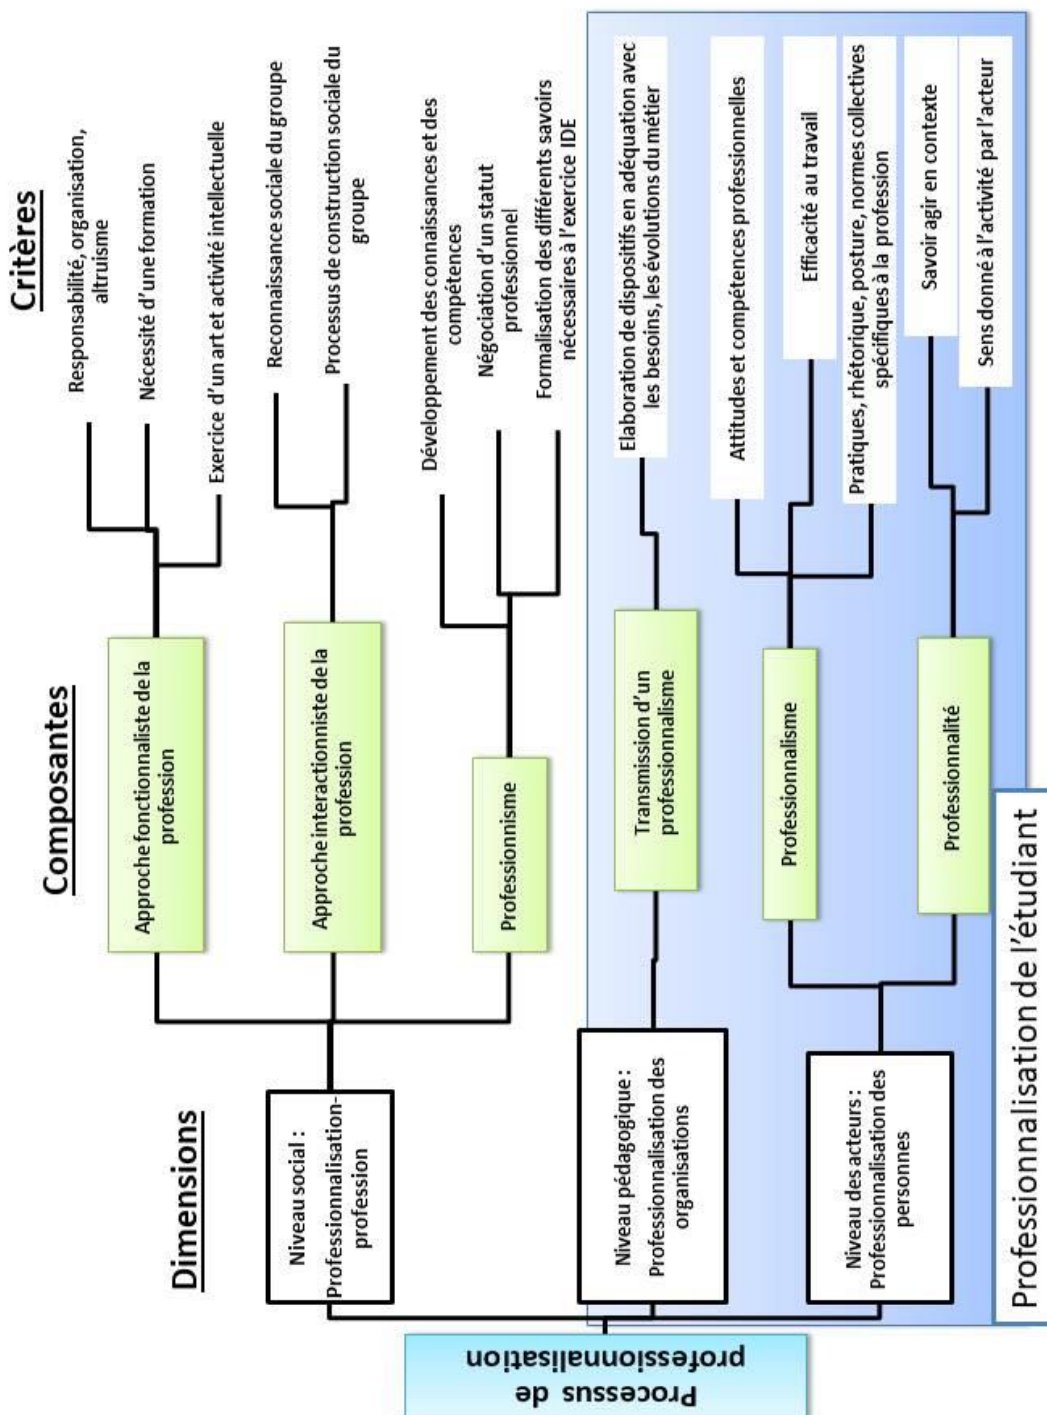 Dimensions
Composantes
Critères
Processus de
professionnalisation
Niveau social :
Professionnalisation-
profession
Approche fonctionnaliste de la
profession
Responsabilité, organisation,
altruisme
Nécessité d'une formation
Exercice d'un art et activité intellectuelle
Approche interactionniste de la
profession
Reconnaissance sociale du groupe
Processus de construction sociale du
groupe
Professionnisme
Développement des connaissances et des
compétences
Négociation d'un statut
professionnel
Formalisation des différents savoirs
nécessaires à l'exercice IDE
Niveau pédagogique :
Professionnalisation des
organisations
Transmission d'un
professionnalisme
Elaboration de dispositifs en adéquation avec
les besoins, les évolutions du métier
Niveau des acteurs :
Professionnalisation des
personnes
Professionnalisme
Attitudes et compétences professionnelles
Efficacité au travail
Pratiques, rhétorique, posture, normes collectives
spécifiques à la profession
Professionnalité
Savoir agir en contexte
Sens donné à l'activité par l'acteur
Professionnalisation de l'étudiant